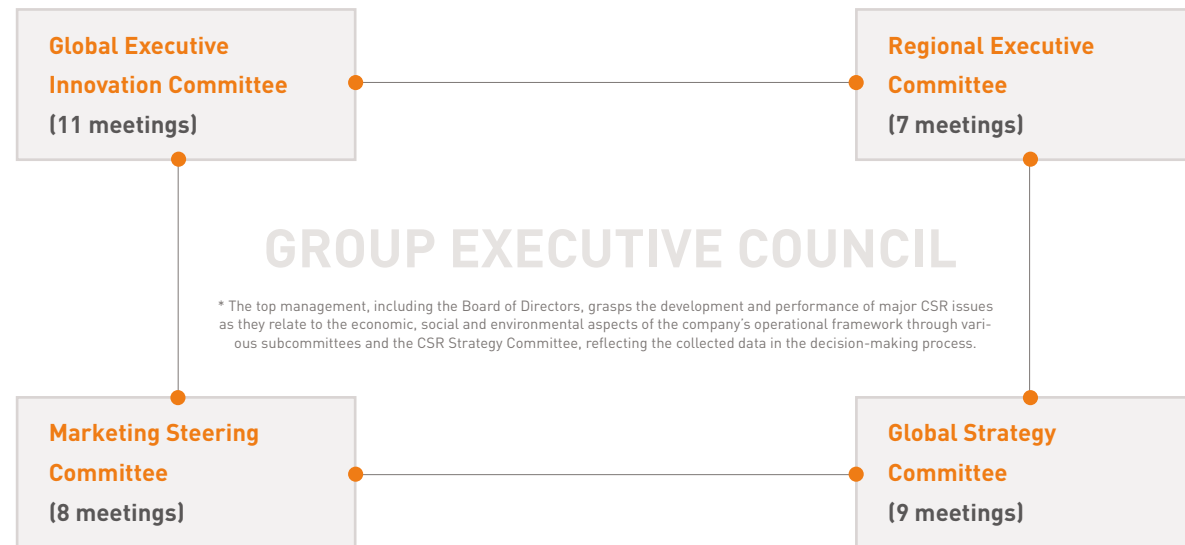 Global Executive
Innovation Committee
(11 meetings)
Regional Executive
Committee
(7 meetings)
GROUP EXECUTIVE COUNCIL
* The top management, including the Board of Directors, grasps the development and performance of major CSR issues
as they relate to the economic, social and environmental aspects of the company's operational framework through vari-
ous subcommittees and the CSR Strategy Committee, reflecting the collected data in the decision-making process.
Marketing Steering
Committee
(8 meetings)
Global Strategy
Committee
(9 meetings)